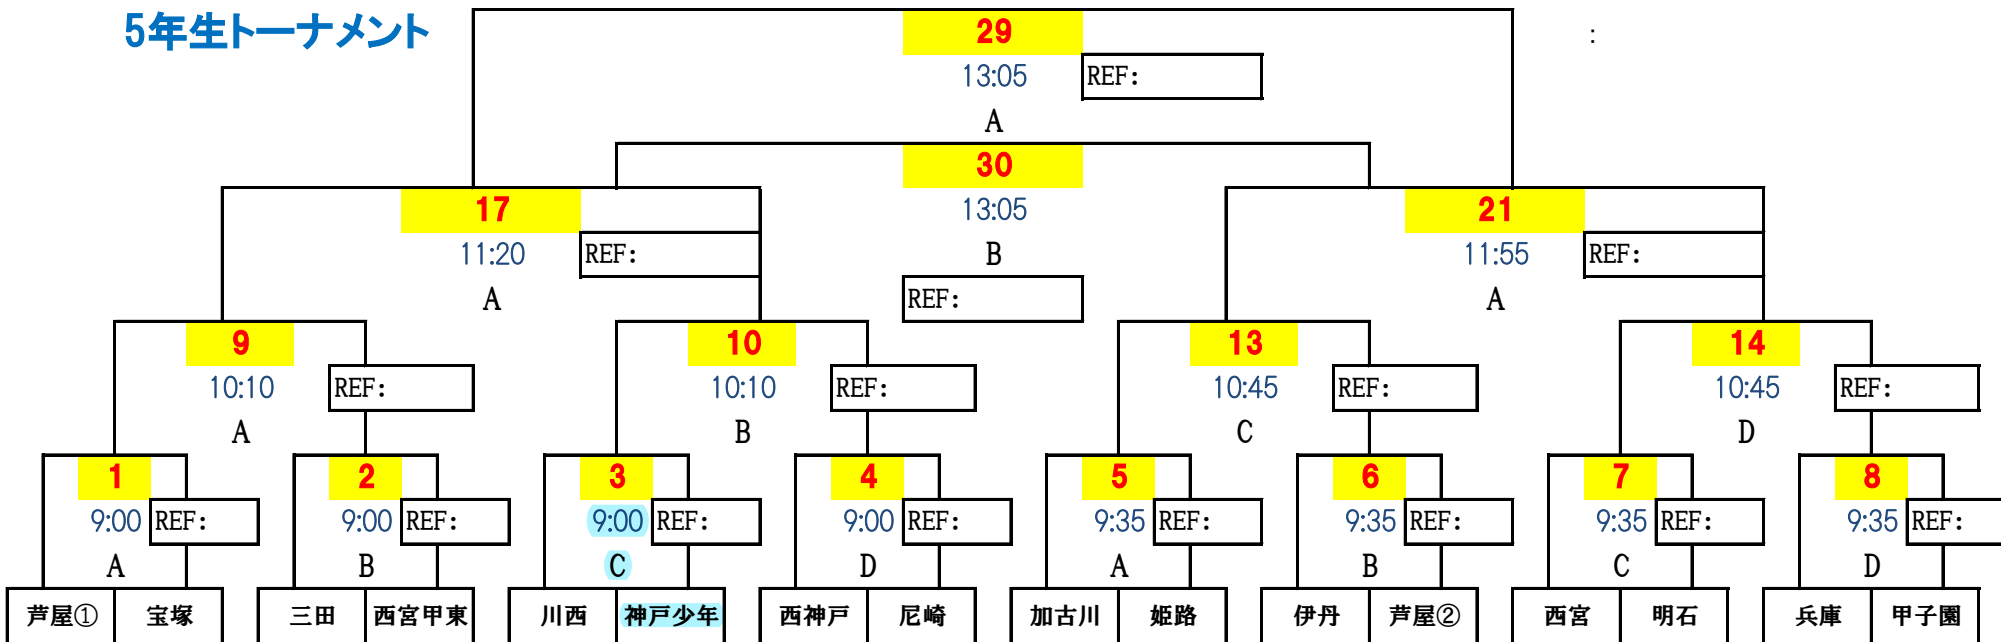 5年生トーナメント
29
:
13:05
REF:
A
30
17
13:05
21
11:20
REF:
B
11:55
REF:
A
REF:
A
9
10
13
14
10:10
REF:
10:10
REF:
10:45
REF:
10:45
REF:
A
B
C
D
1
2
3
4
5
6
7
8
9:00 REF:
9:00 REF:
9:00 REF:
9:00 REF:
9:35 REF:
9:35 REF:
9:35 REF:
9:35 REF:
A
B
C
D
A
B
C
D
芦屋① 宝塚
三田 西宮甲東
川西 神戸少年
西神戸 尼崎
加古川 姫路
伊丹 芦屋②
西宮 明石
兵庫 甲子園